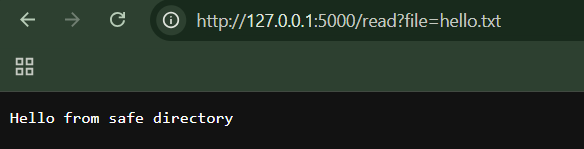 http://127.0.0.1:5000/read?file=hello.txt
Hello from safe directory